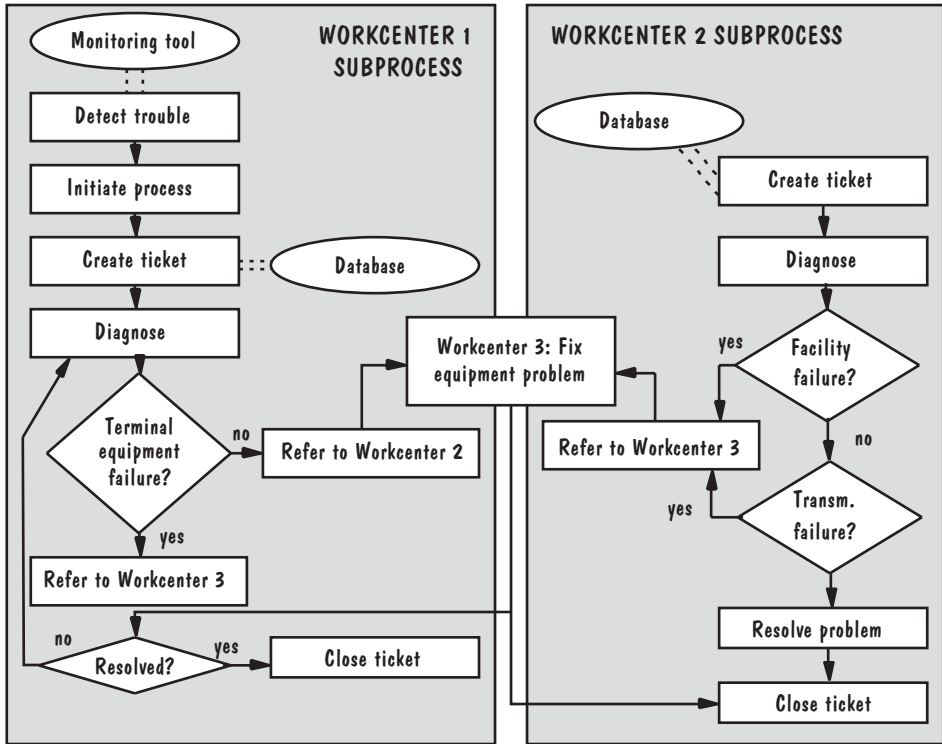 WORKCENTER 1
SUBPROCESS
Monitoring tool
Detect trouble
Initiate process
Create ticket
Database
Diagnose
Terminal
equipment
failure?
no
Refer to Workcenter 2
yes
Refer to Workcenter 3
no
Resolved?
yes
Close ticket
Workcenter 3: Fix
equipment problem
WORKCENTER 2 SUBPROCESS
Database
Create ticket
Diagnose
yes
Facility
failure?
Refer to Workcenter 3
no
yes
Transm.
failure?
Resolve problem
Close ticket